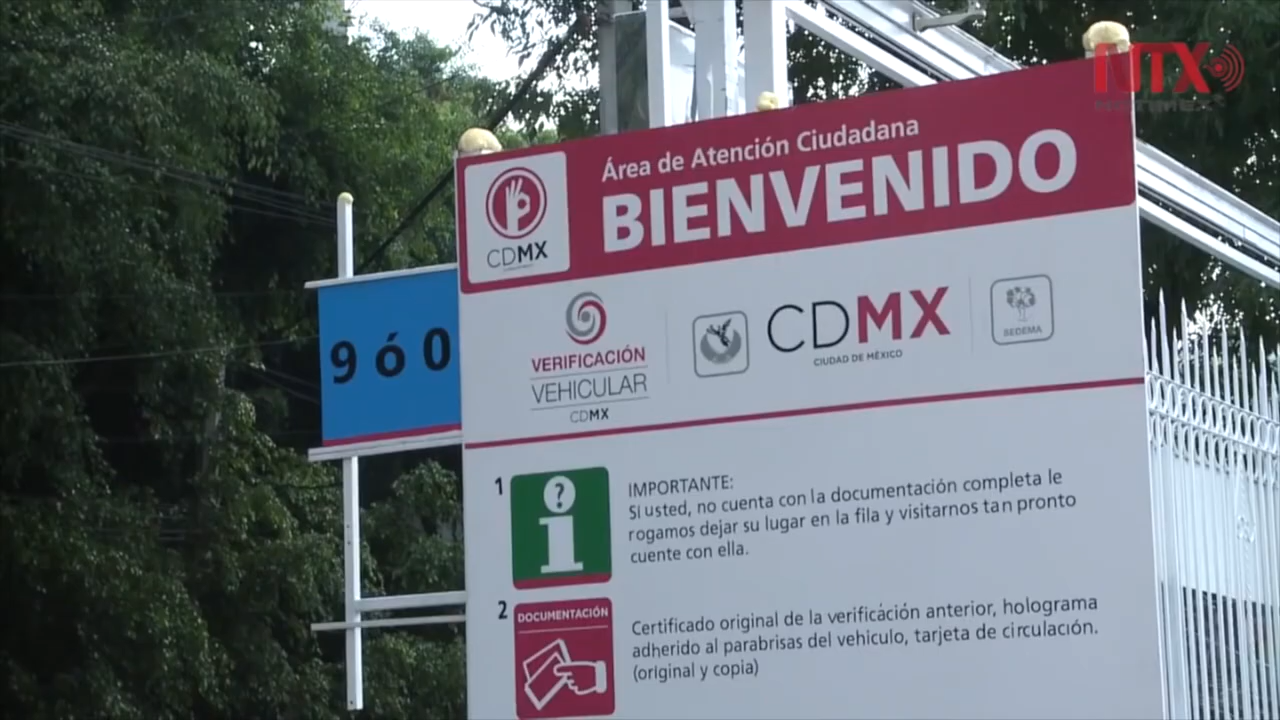 NTX
Área de Atención Ciudadana
BIENVENIDO
CDMX
9 ó 0
VERIFICACIÓN
VEHICULAR
CDMX
CDMX
CIUDAD DE MÉXICO
SEDEMA
1
IMPORTANTE:
Si usted, no cuenta con la documentación completa le
rogamos dejar su lugar en la fila y visitarnos tan pronto
cuente con ella.
2
DOCUMENTACIÓN
Certificado original de la verificáción anterior, holograma
adherido al parabrisas del vehiculo, tarjeta de circulación.
(original y copia)